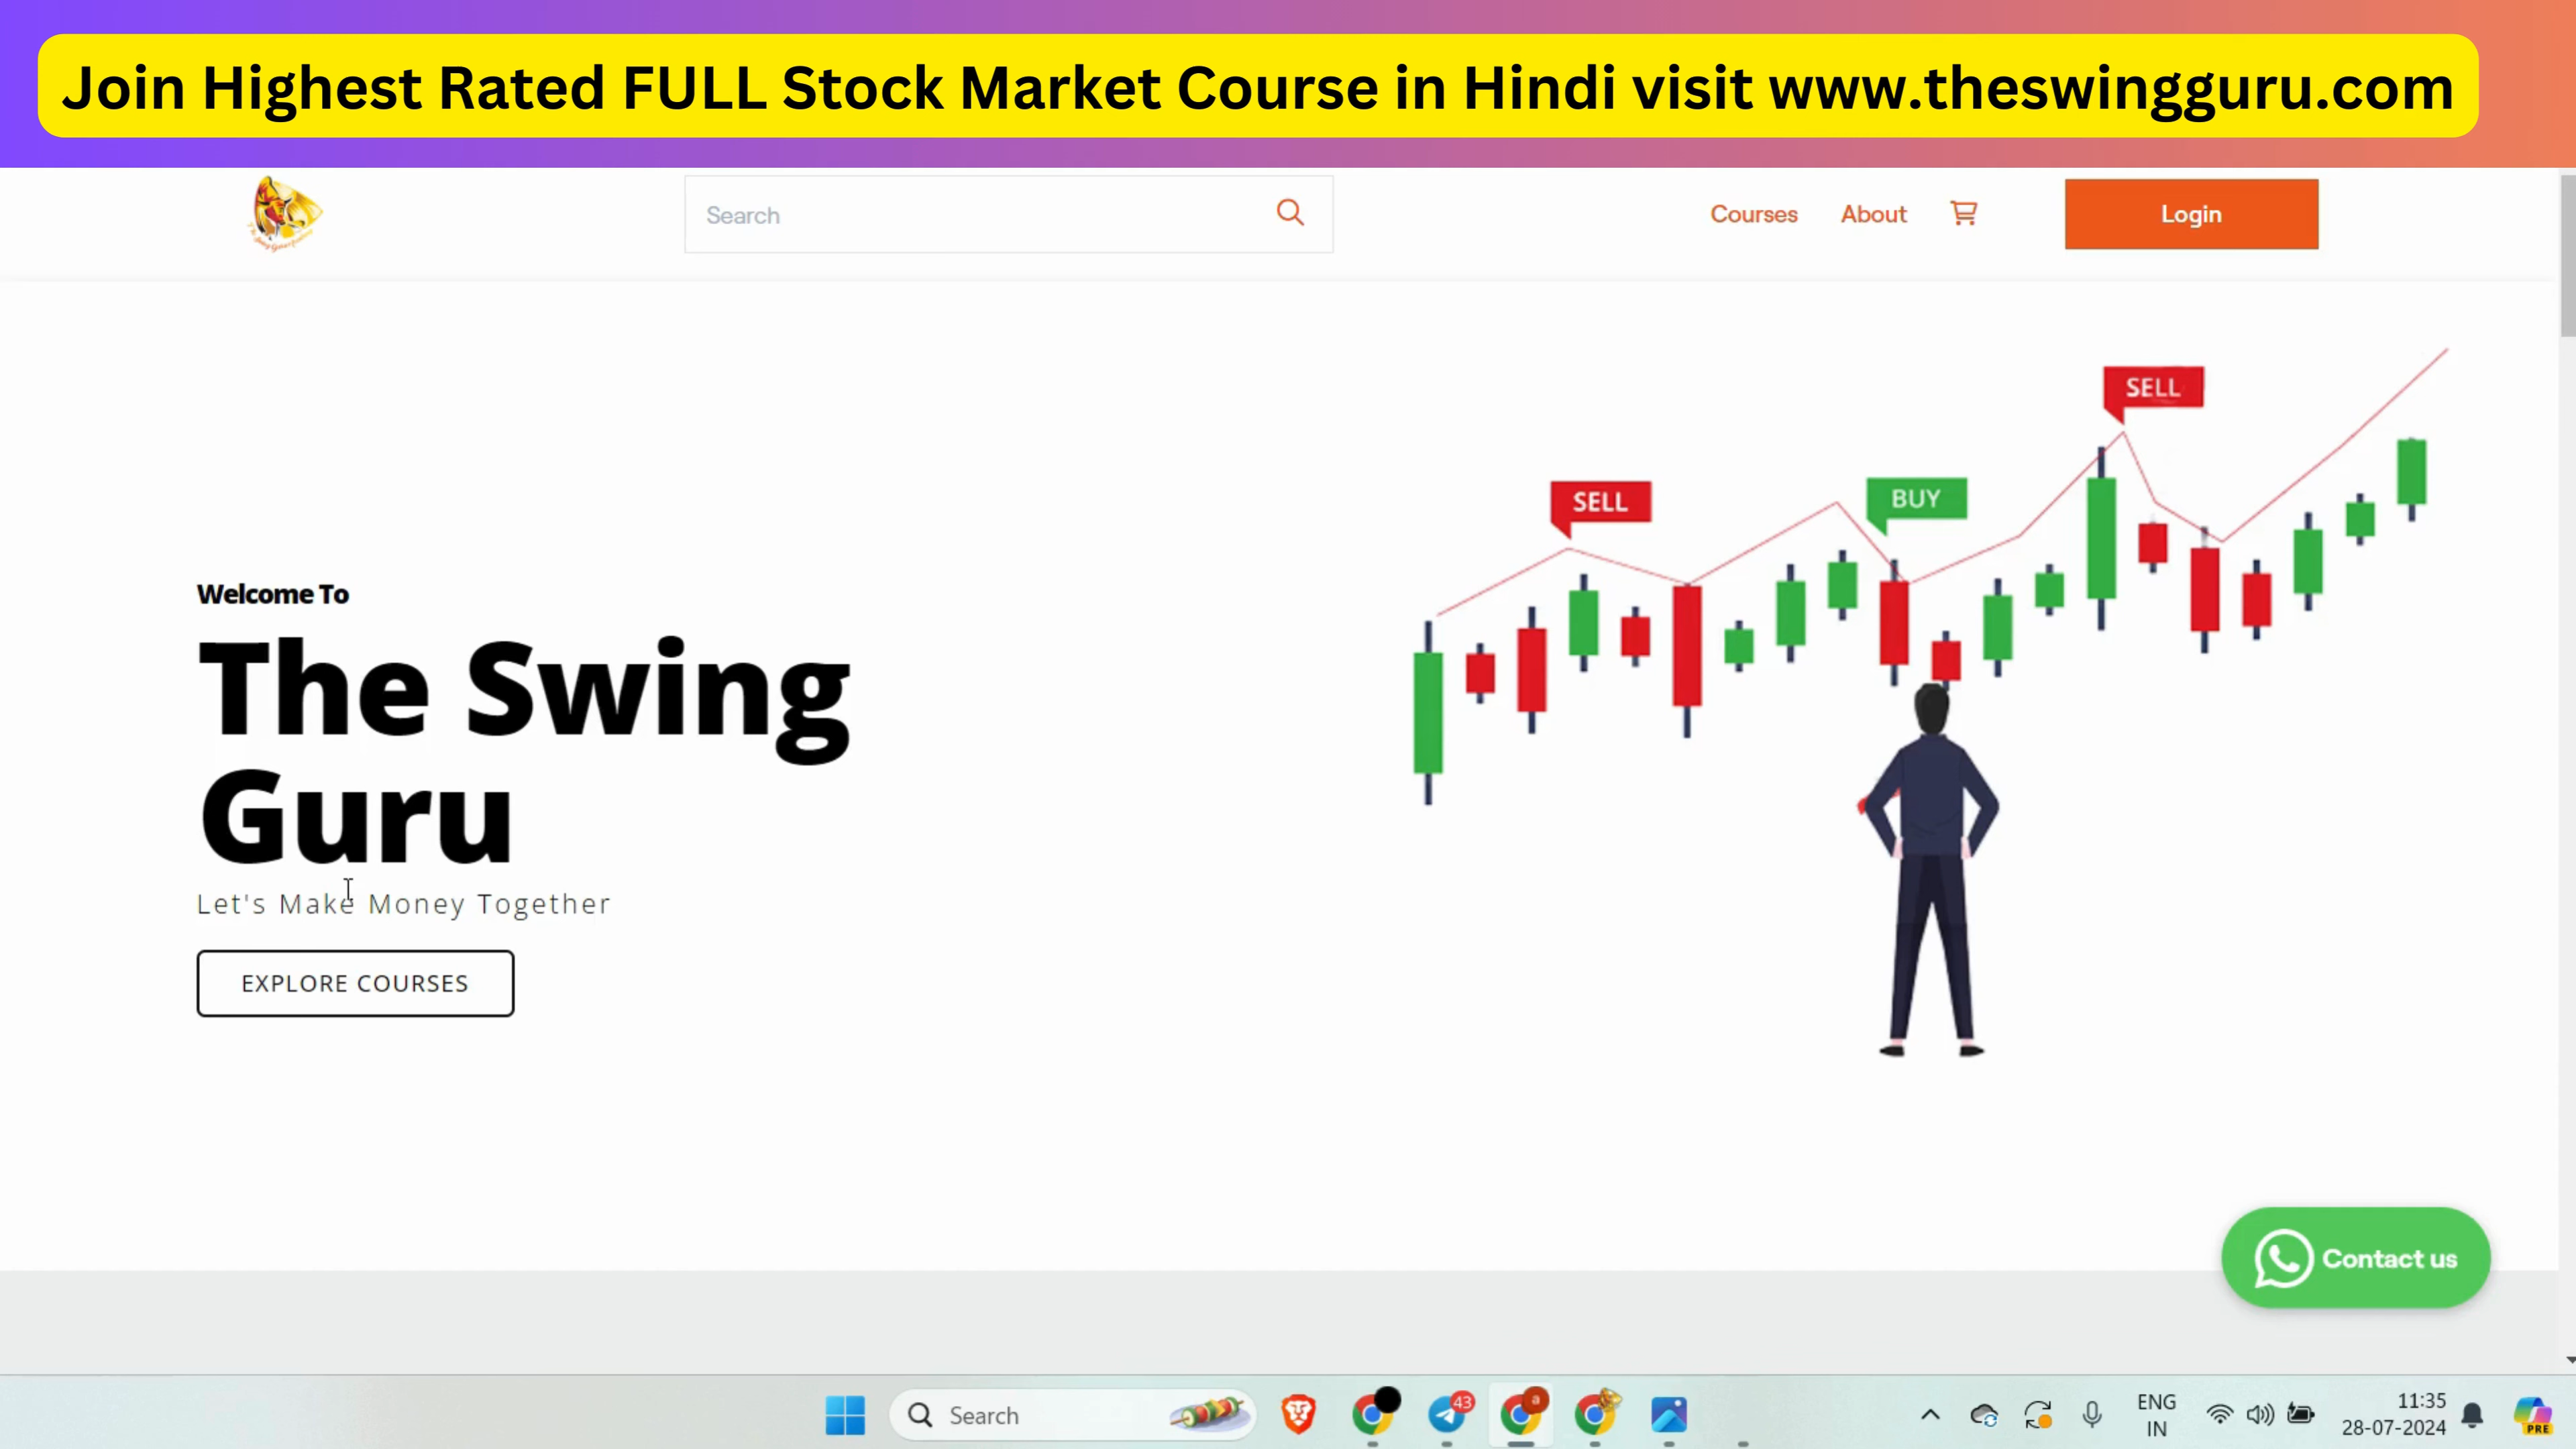 Join Highest Rated FULL Stock Market Course in Hindi visit www.theswingguru.com
Search
Courses
About
Login
SELL
SELL
BUY
Welcome To
The Swing
Guru
Let's Make Money Together
EXPLORE COURSES
Contact us
Search
43
a
ENG
IN
11:35
28-07-2024
PRE